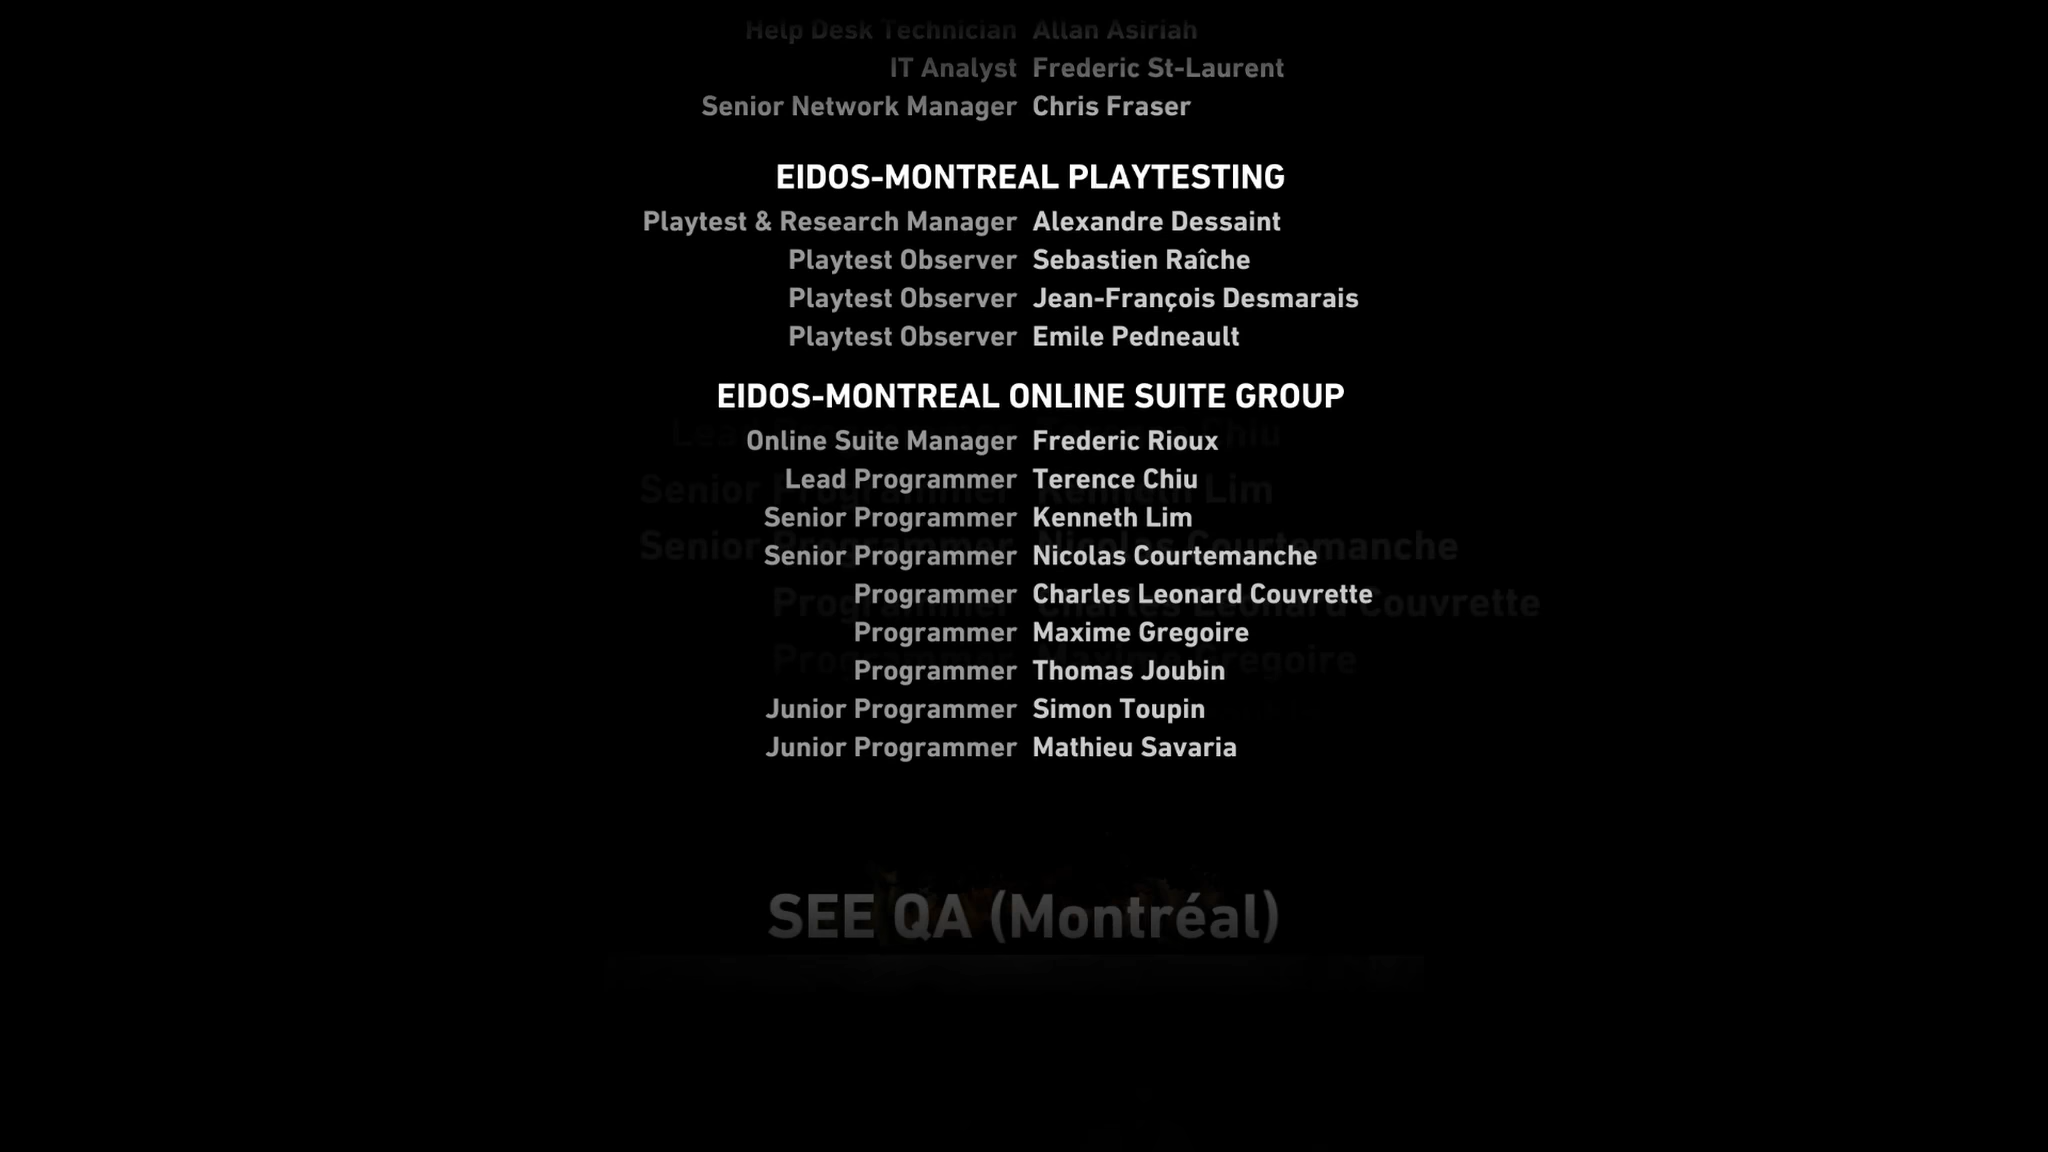 Help Desk Technician Allan Asiriah
IT Analyst Frederic St-Laurent
Senior Network Manager Chris Fraser
EIDOS-MONTREAL PLAYTESTING
Playtest & Research Manager Alexandre Dessaint
Playtest Observer Sebastien Raîche
Playtest Observer Jean-François Desmarais
Playtest Observer Emile Pedneault
EIDOS-MONTREAL ONLINE SUITE GROUP
Online Suite Manager Frederic Rioux
Lead Programmer Terence Chiu
Senior Programmer Kenneth Lim
Senior Programmer Nicolas Courtemanche
Programmer Charles Leonard Couvrette
Programmer Maxime Gregoire
Programmer Thomas Joubin
Junior Programmer Simon Toupin
Junior Programmer Mathieu Savaria
SEE QA (Montréal)